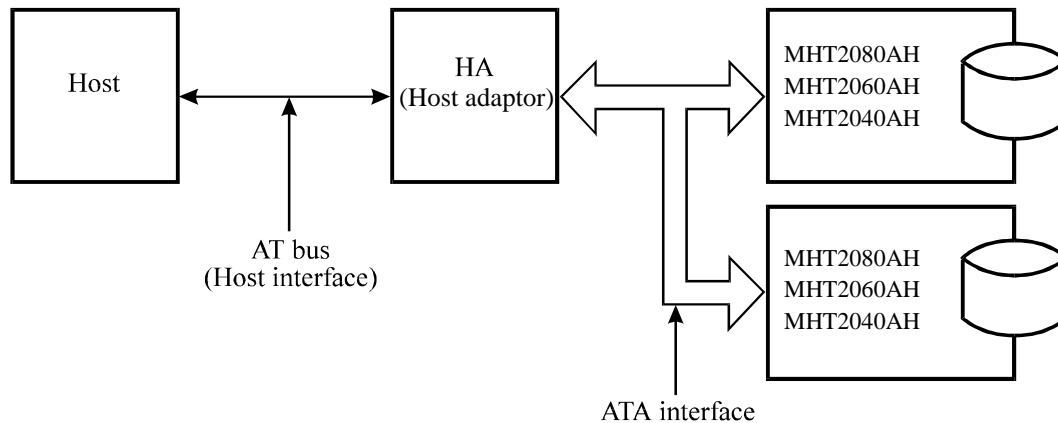 Host
HA
(Host adaptor)
MHT2080AH
MHT2060AH
MHT2040AH
AT bus
(Host interface)
MHT2080AH
MHT2060AH
MHT2040AH
ATA interface